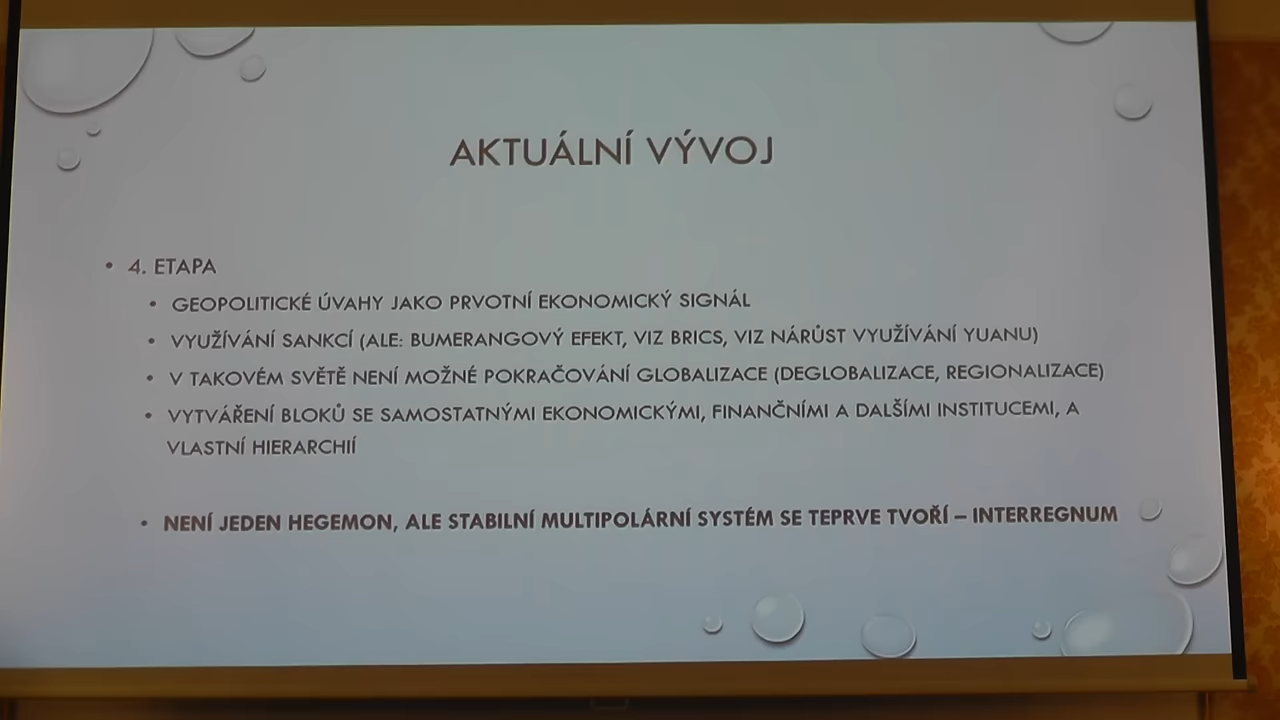 AKTUÁLNÍ VÝVOJ
• 4. ETAPA
• GEOPOLITICKÉ ÚVAHY JAKO PRVOTNÍ EKONOMICKÝ SIGNÁL
• VYUŽÍVÁNÍ SANKCÍ (ALE: BUMERANGOVÝ EFEKT, VIZ BRICS, VIZ NÁRŮST VYUŽÍVÁNÍ YUANU)
• V TAKOVÉM SVĚTĚ NENÍ MOŽNÉ POKRAČOVÁNÍ GLOBALIZACE (DEGLOBALIZACE, REGIONALIZACE)
• VYTVÁŘENÍ BLOKŮ SE SAMOSTATNÝMI EKONOMICKÝMI, FINANČNÍMI A DALŠÍMI INSTITUCEMI, A
VLASTNÍ HIERARCHIÍ
• NENÍ JEDEN HEGEMON, ALE STABILNÍ MULTIPOLÁRNÍ SYSTÉM SE TEPRVE TVOŘÍ – INTERREGNUM